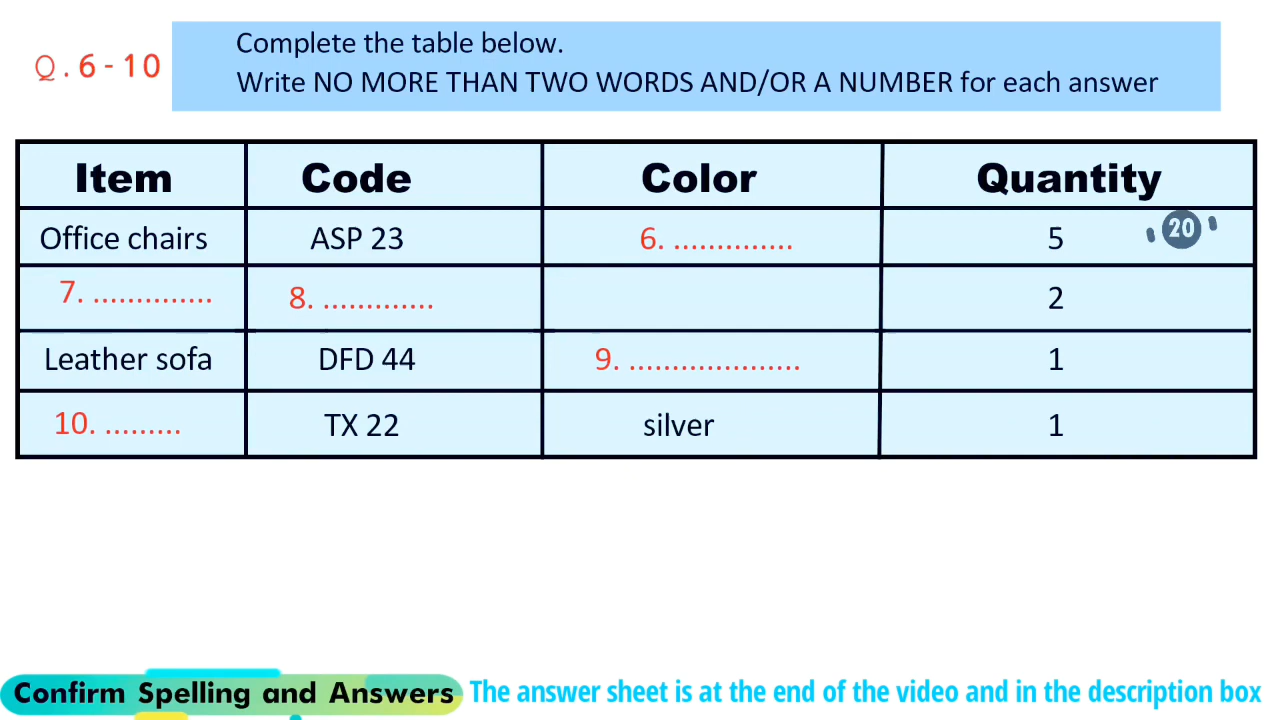 Q.6-10
Complete the table below.
Write NO MORE THAN TWO WORDS AND/OR A NUMBER for each answer
Item Code Color Quantity
Office chairs ASP 23 6. .............. 5 20
7. .............. 8. ............. 2
Leather sofa DFD 44 9. .................... 1
10. ......... TX 22 silver 1
Confirm Spelling and Answers The answer sheet is at the end of the video and in the description box